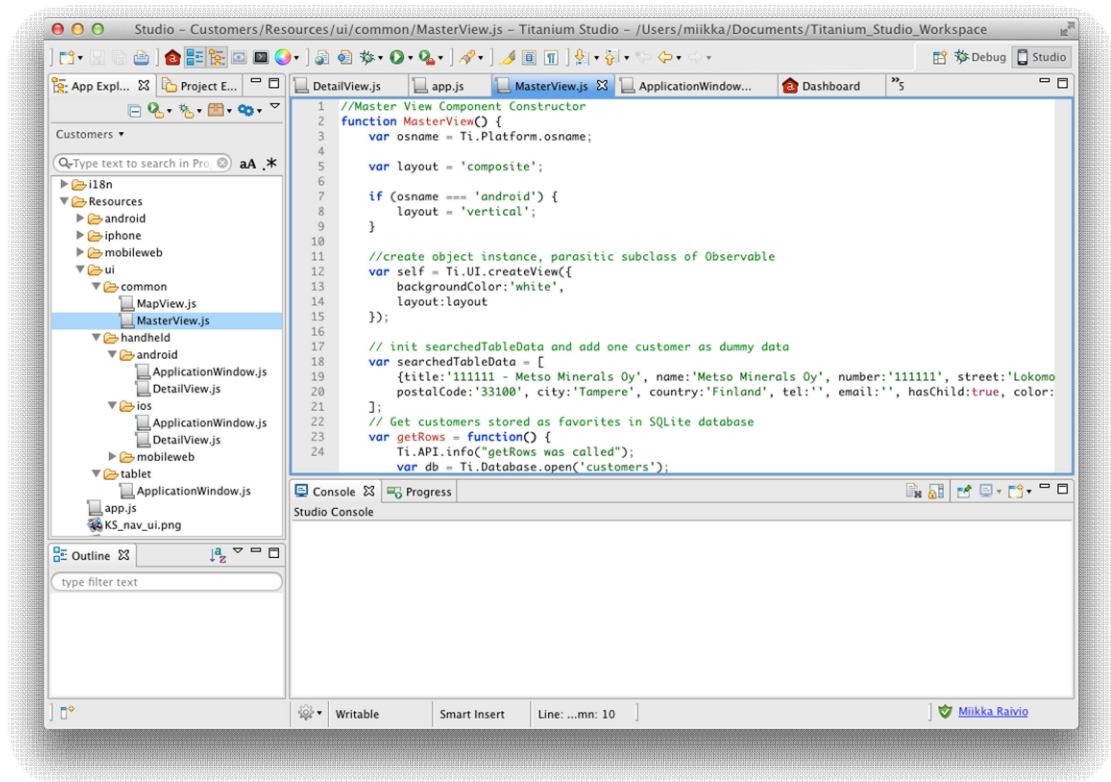 Studio – Customers/Resources/ui/common/MasterView.js – Titanium Studio – /Users/miikka/Documents/Titanium_Studio_Workspace
Debug Studio
App Expl... Project E...
Customers
Type text to search in Pro
aA .*
i18n
Resources
android
iphone
mobileweb
ui
common
MapView.js
MasterView.js
handheld
android
ApplicationWindow.js
DetailView.js
ios
ApplicationWindow.js
DetailView.js
mobileweb
tablet
ApplicationWindow.js
app.js
KS_nav_ui.png
Outline
type filter text
DetailView.js app.js MasterView.js ApplicationWindow... Dashboard »5
1 //Master View Component Constructor
2 function MasterView() {
3 var osname = Ti.Platform.osname;
4
5 var layout = 'composite';
6
7 if (osname === 'android') {
8 layout = 'vertical';
9 }
10
11 //create object instance, parasitic subclass of Observable
12 var self = Ti.UI.createView({
13 backgroundColor:'white',
14 layout:layout
15 });
16
17 // init searchedTableData and add one customer as dummy data
18 var searchedTableData = [
19 {title:'111111 - Metso Minerals Oy', name:'Metso Minerals Oy', number:'111111', street:'Lokomo
20 postalCode:'33100', city:'Tampere', country:'Finland', tel:'', email:'', hasChild:true, color:
21 ];
22 // Get customers stored as favorites in SQLite database
23 var getRows = function() {
24 Ti.API.info("getRows was called");
var db = Ti.Database.open('customers');
Console Progress
Studio Console
Writable Smart Insert Line: ...mn: 10 Miikka Raivio